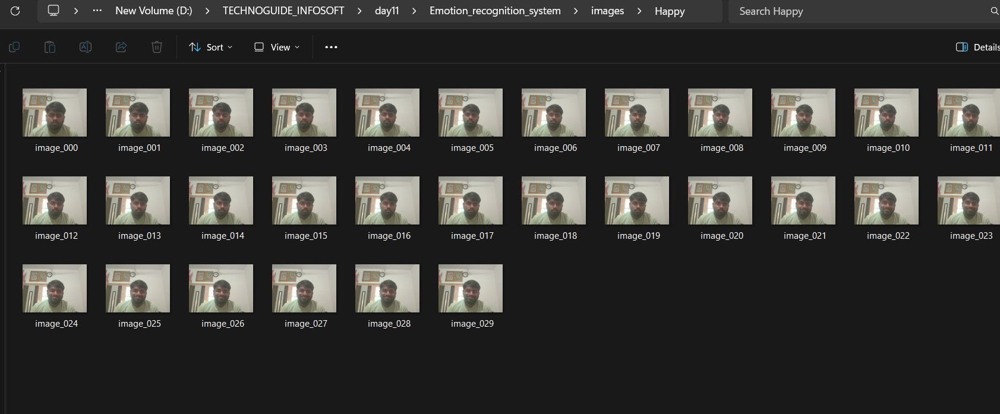 New Volume (D:) > TECHNOGUIDE_INFOSOFT > day11 > Emotion_recognition_system > images > Happy Search Happy
Sort View Details
image_000 image_001 image_002 image_003 image_004 image_005 image_006 image_007 image_008 image_009 image_010 image_011
image_012 image_013 image_014 image_015 image_016 image_017 image_018 image_019 image_020 image_021 image_022 image_023
image_024 image_025 image_026 image_027 image_028 image_029